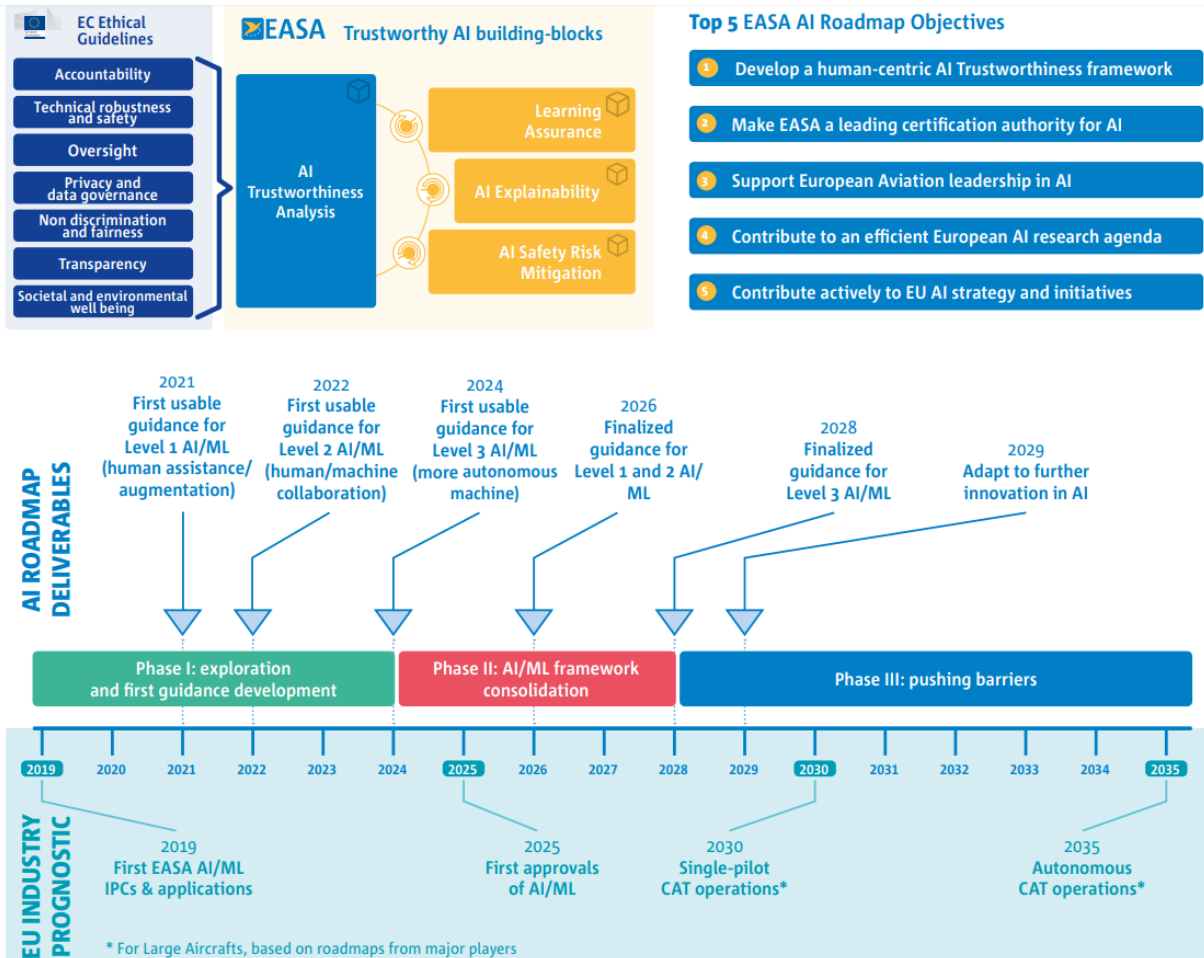 EC Ethical
Guidelines
Accountability
Technical robustness
and safety
Oversight
Privacy and
data governance
Non discrimination
and fairness
Transparency
Societal and environmental
well being
EASA Trustworthy AI building-blocks
AI
Trustworthiness
Analysis
Learning
Assurance
AI Explainability
AI Safety Risk
Mitigation
Top 5 EASA AI Roadmap Objectives
1 Develop a human-centric AI Trustworthiness framework
2 Make EASA a leading certification authority for AI
3 Support European Aviation leadership in AI
4 Contribute to an efficient European AI research agenda
5 Contribute actively to EU AI strategy and initiatives
AI ROADMAP
DELIVERABLES
2021
First usable
guidance for
Level 1 AI/ML
(human assistance/
augmentation)
2022
First usable
guidance for
Level 2 AI/ML
(human/machine
collaboration)
2024
First usable
guidance for
Level 3 AI/ML
(more autonomous
machine)
2026
Finalized
guidance for
Level 1 and 2 AI/
ML
2028
Finalized
guidance for
Level 3 AI/ML
2029
Adapt to further
innovation in AI
Phase I: exploration
and first guidance development
Phase II: AI/ML framework
consolidation
Phase III: pushing barriers
2019 2020 2021 2022 2023 2024 2025 2026 2027 2028 2029 2030 2031 2032 2033 2034 2035
EU INDUSTRY
PROGNOSTIC
2019
First EASA AI/ML
IPCs & applications
2025
First approvals
of AI/ML
2030
Single-pilot
CAT operations*
2035
Autonomous
CAT operations*
* For Large Aircrafts, based on roadmaps from major players